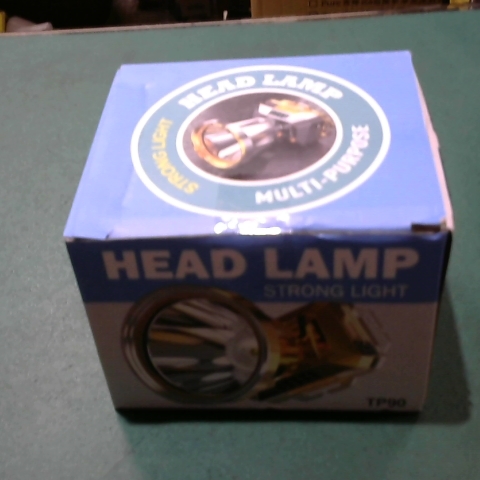 HEAD LAMP
STRONG LIGHT
MULTI-PURPOSE
HEAD LAMP
STRONG LIGHT
TP90